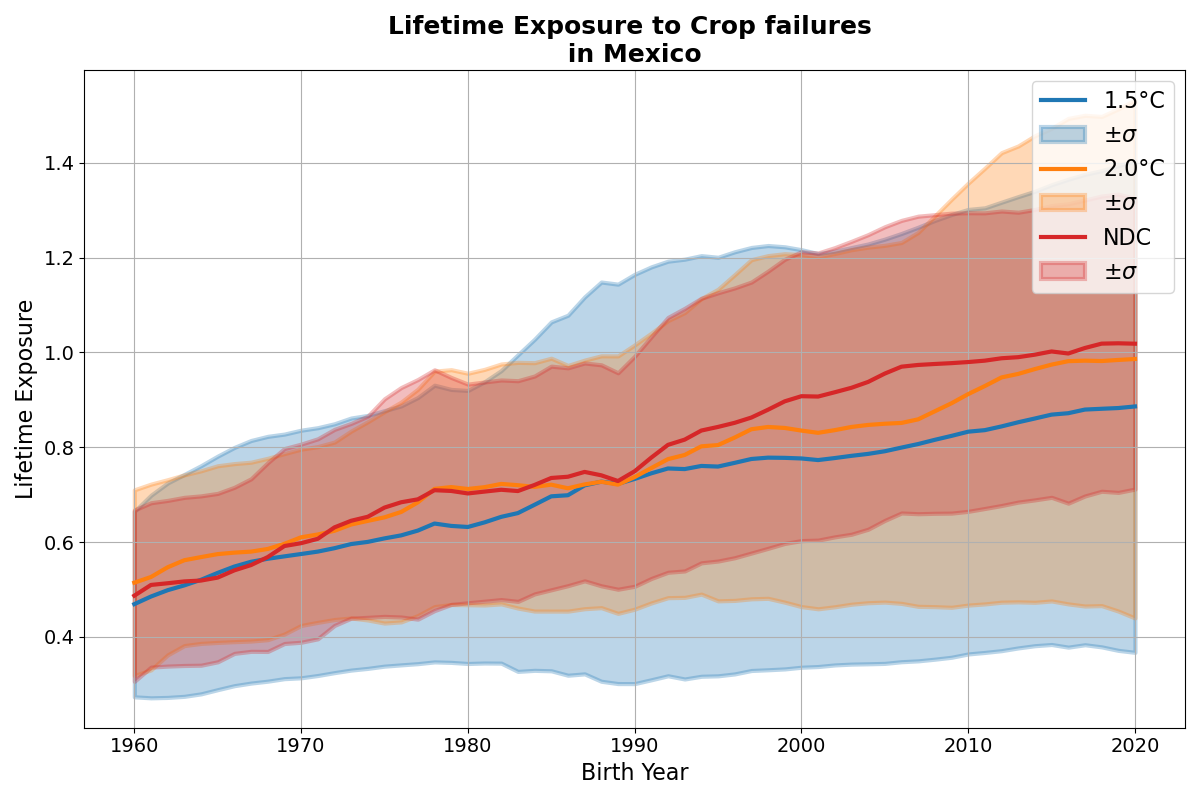 Lifetime Exposure to Crop failures
in Mexico
Lifetime Exposure
1.4
1.2
1.0
0.8
0.6
0.4
1960 1970 1980 1990 2000 2010 2020
Birth Year
1.5°C
±σ
2.0°C
±σ
NDC
±σ